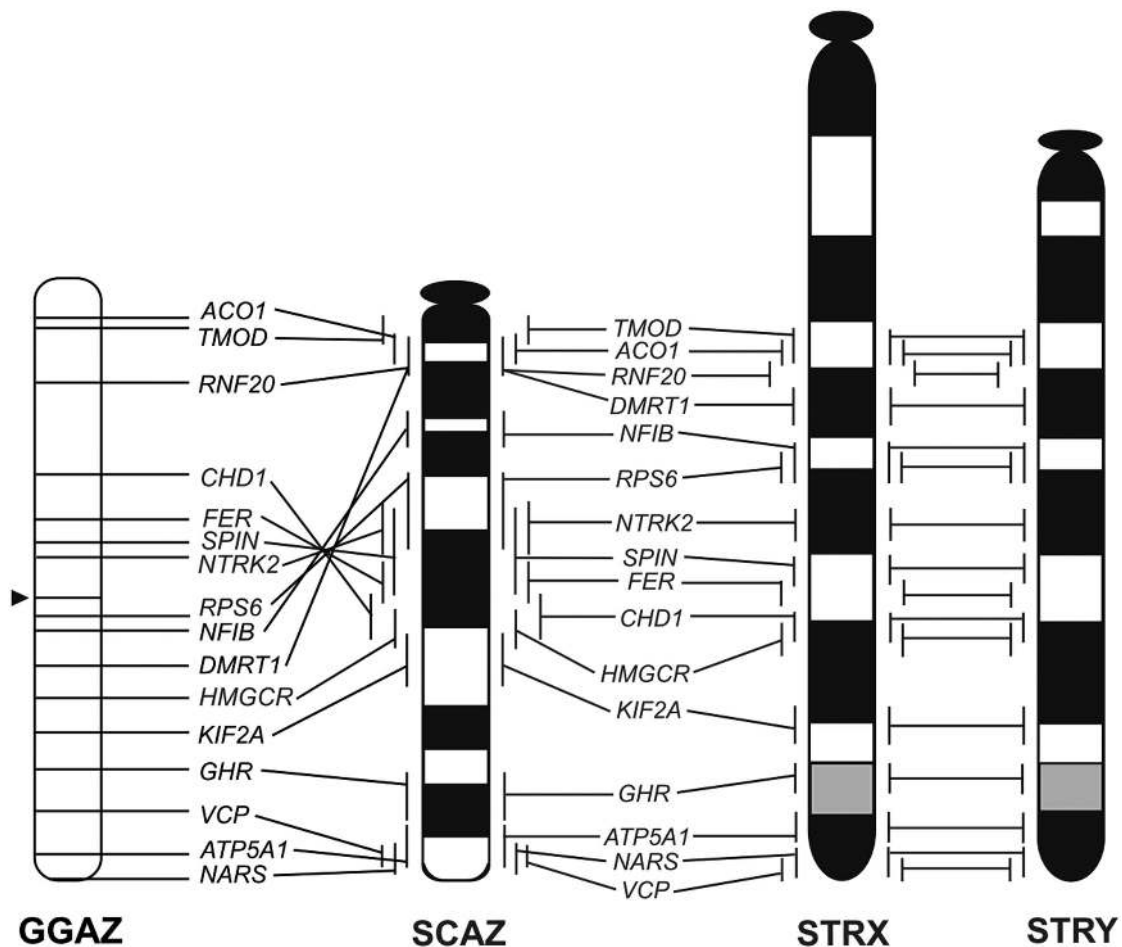 ACO1
TMOD
RNF20
CHD1
FER
SPIN
NTRK2
RPS6
NFIB
DMRT1
HMGCR
KIF2A
GHR
VCP
ATP5A1
NARS
TMOD
ACO1
RNF20
DMRT1
NFIB
RPS6
NTRK2
SPIN
FER
CHD1
HMGCR
KIF2A
GHR
ATP5A1
NARS
VCP
GGAZ SCAZ STRX STRY